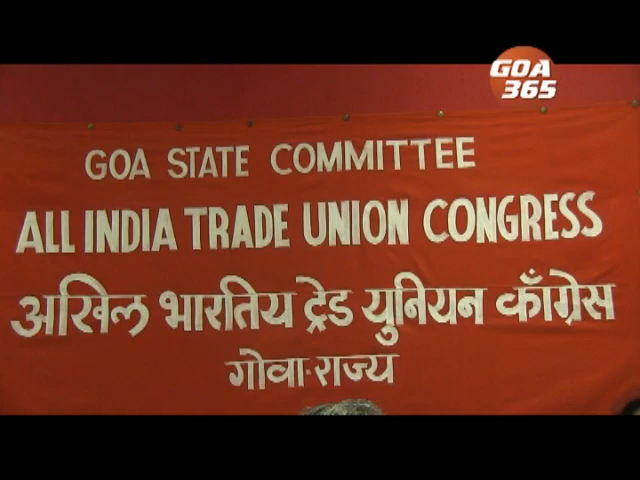 GOA
365
GOA STATE COMMITTEE
ALL INDIA TRADE UNION CONGRESS
अखिल भारतिय ट्रेड युनियन काँग्रेस
गोवा-राज्य